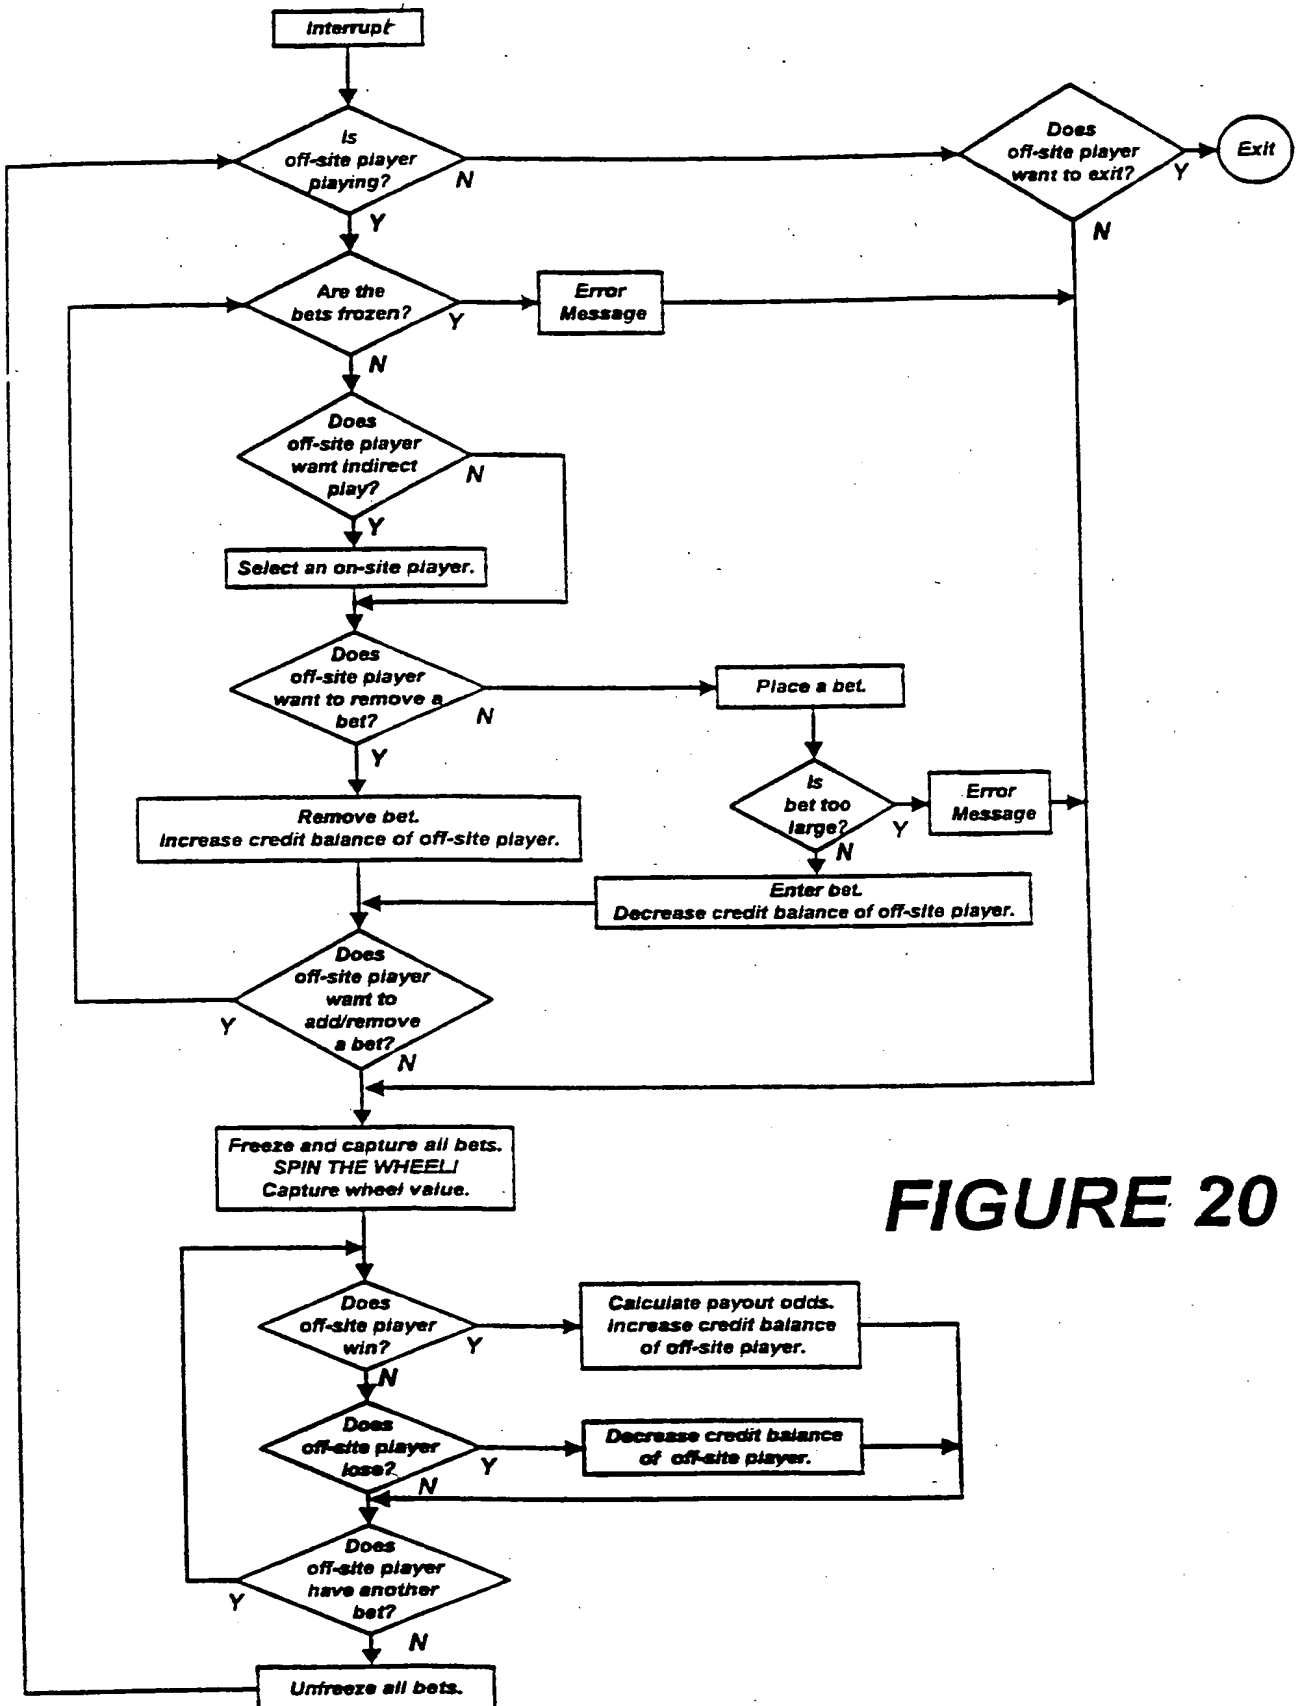 Interrupt
Is
off-site player
playing?
N
Y
Does
off-site player
want to exit?
Y
Exit
N
Are the
bets frozen?
Y
Error
Message
N
Does
off-site player
want indirect
play?
N
Y
Select an on-site player.
Does
off-site player
want to remove a
bet?
N
Y
Place a bet.
Is
bet too
large?
Y
N
Error
Message
Remove bet.
Increase credit balance of off-site player.
Enter bet.
Decrease credit balance of off-site player.
Does
off-site player
want to
add/remove
a bet?
Y
N
Freeze and capture all bets.
SPIN THE WHEEL!
Capture wheel value.
FIGURE 20
Does
off-site player
win?
Y
N
Calculate payout odds.
Increase credit balance
of off-site player.
Does
off-site player
lose?
Y
N
Decrease credit balance
of off-site player.
Does
off-site player
have another
bet?
Y
N
Unfreeze all bets.